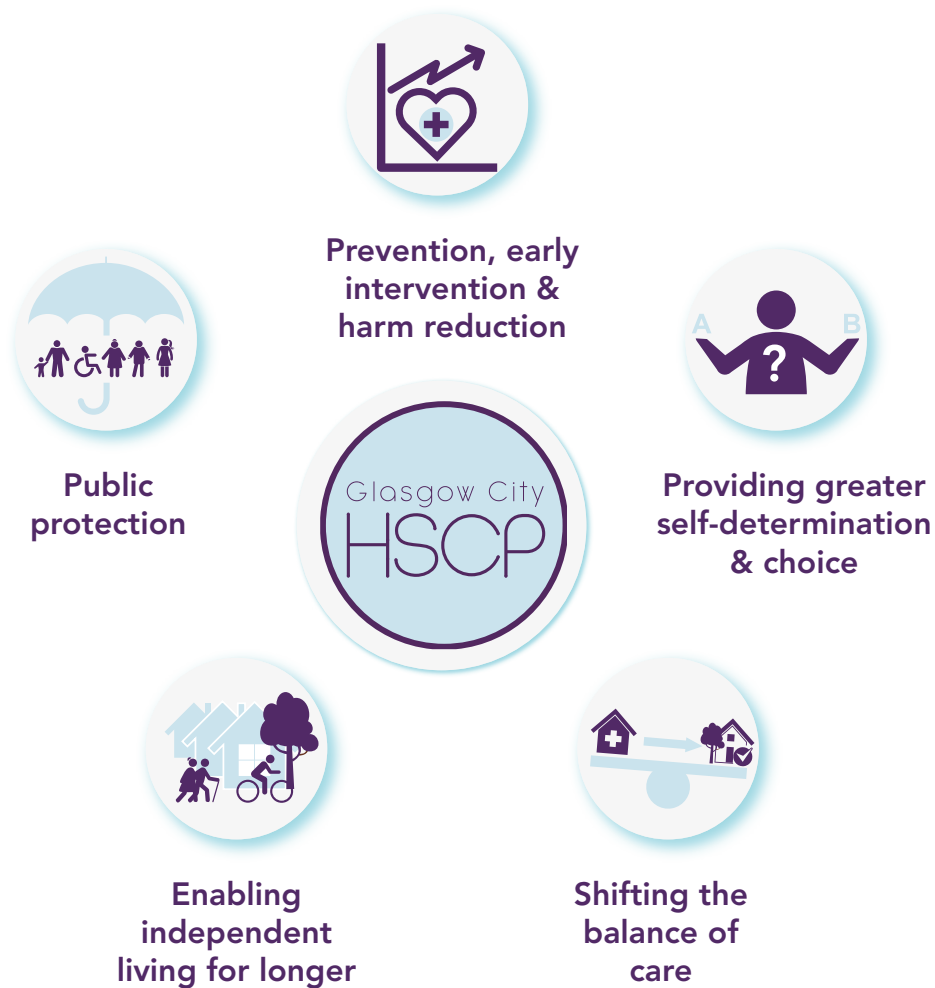 Prevention, early
intervention &
harm reduction
A
B
?
Public
protection
Providing greater
self-determination
& choice
Glasgow City
HSCP
Enabling
independent
living for longer
Shifting the
balance of
care